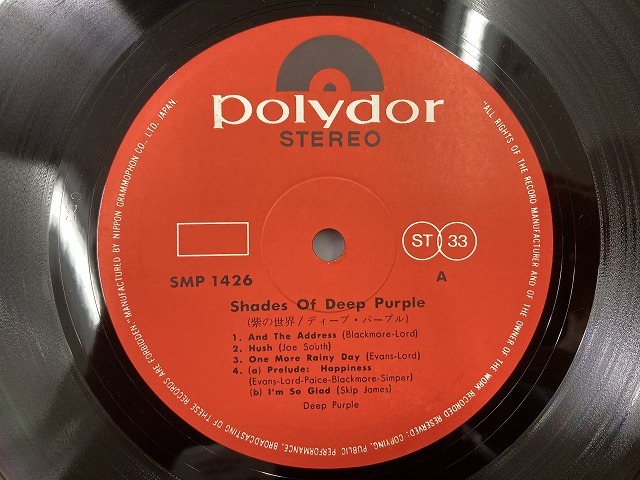 polydor
STEREO
ST 33
SMP 1426
A
Shades Of Deep Purple
(紫の世界/ディープ・パープル)
1. And The Address (Blackmore-Lord)
2. Hush (Joe South)
3. One More Rainy Day (Evans-Lord)
4. (a) Prelude: Happiness
(Evans-Lord-Paice-Blackmore-Simper)
(b) I'm So Glad (Skip James)
Deep Purple
"ALL RIGHTS OF THE RECORD MANUFACTURER AND OF THE OWNER OF THE WORK RECORDED RESERVED. COPYING, PUBLIC PERFORMANCE, BROADCASTING OF THESE RECORDS ARE FORBIDDEN" MANUFACTURED BY NIPPON GRAMMOPHON CO., LTD. JAPAN.